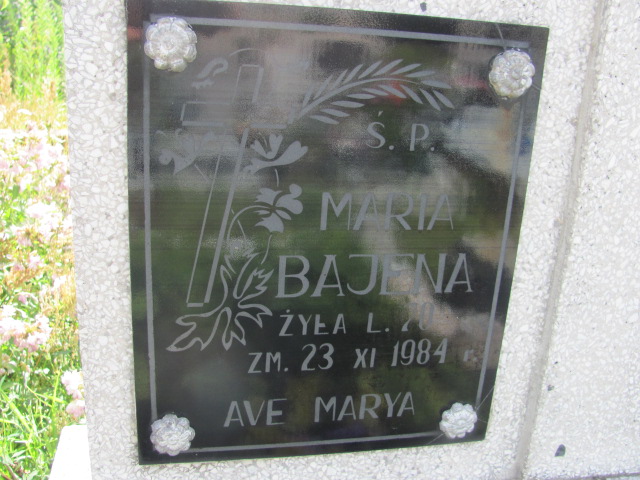 Ś. P.
MARIA
BAJENA
ŻYŁA L.
ZM. 23 XI 1984 r.
AVE MARYA